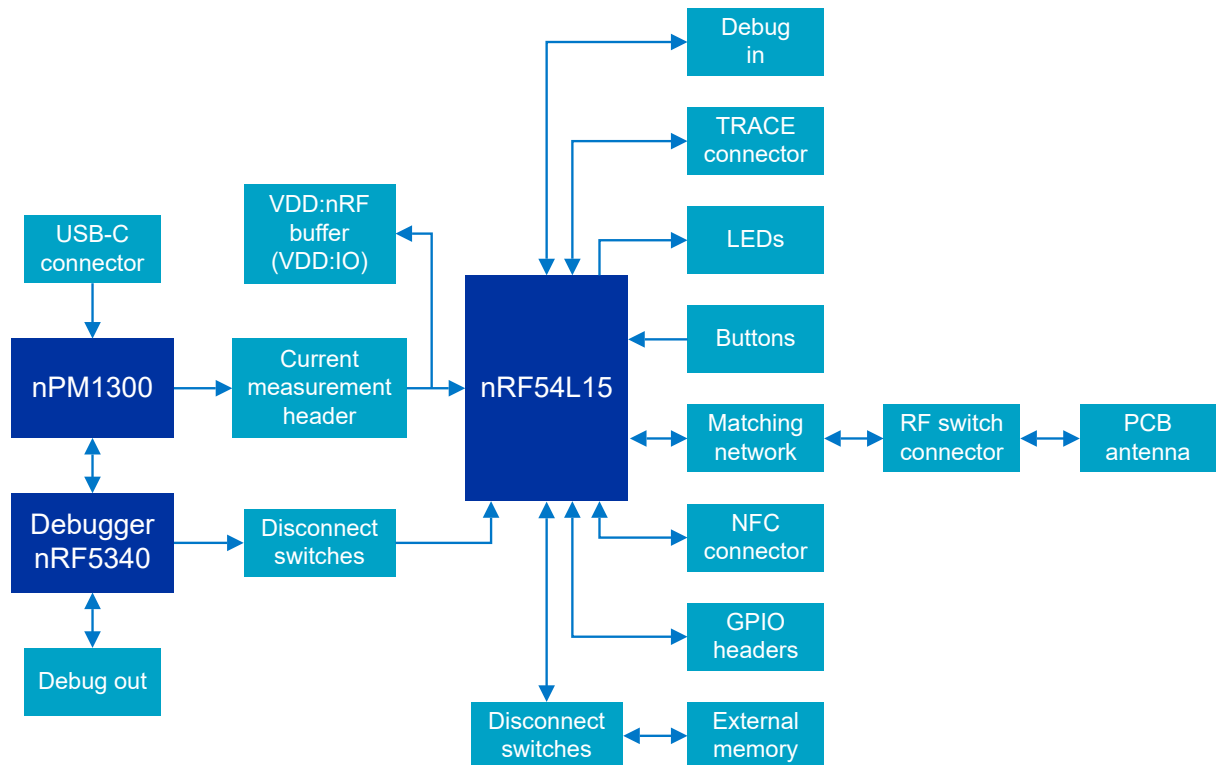 Debug
in
TRACE
connector
VDD:nRF
buffer
(VDD:IO)
USB-C
connector
LEDs
nPM1300
Current
measurement
header
nRF54L15
Buttons
Matching
network
RF switch
connector
PCB
antenna
Debugger
nRF5340
Disconnect
switches
NFC
connector
GPIO
headers
Debug out
Disconnect
switches
External
memory